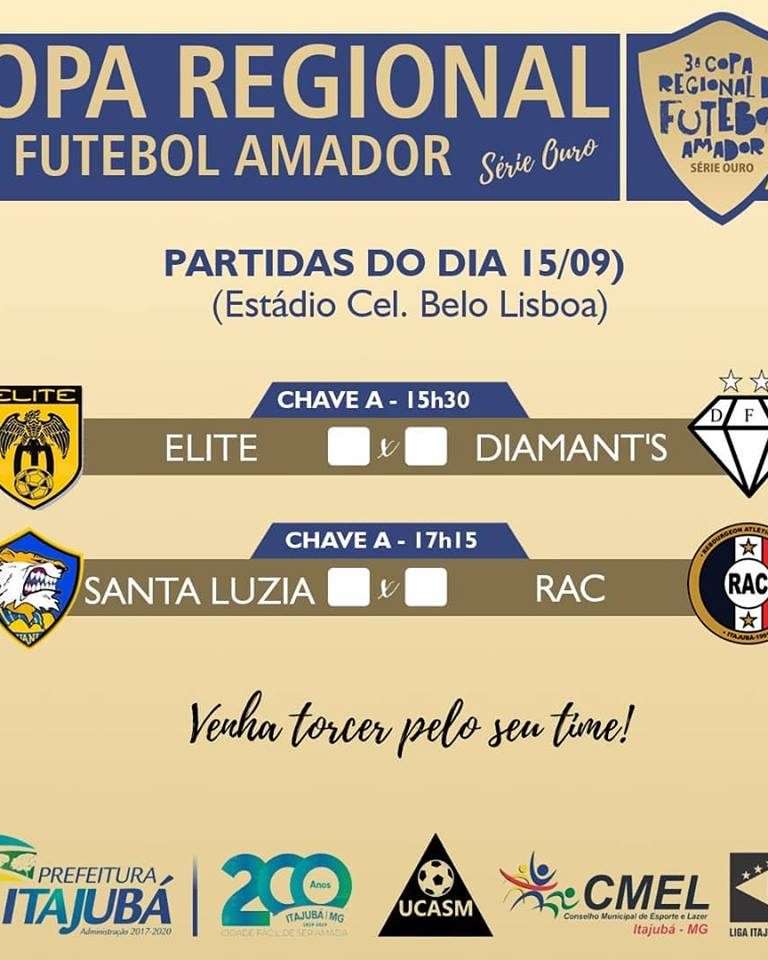 OPA REGIONAL
FUTEBOL AMADOR Série Ouro
3ª COPA
REGIONAL D
FUTEBO
AMADOR
SÉRIE OURO
PARTIDAS DO DIA 15/09)
(Estádio Cel. Belo Lisboa)
ELITE
CHAVE A - 15h30
ELITE x DIAMANT'S
D F
CHAVE A - 17h15
SANTA LUZIA x RAC
RAC
ITAJUBÁ-199
Venha torcer pelo seu time!
PREFEITURA
ITAJUBÁ
Administração 2017-2020
200 Anos
ITAJUBÁ | MG
1819-2019
CIDADE FÁCIL DE SER AMADA
UCASM
CMEL
Conselho Municipal de Esporte e Lazer
Itajubá - MG
LIGA ITAJ